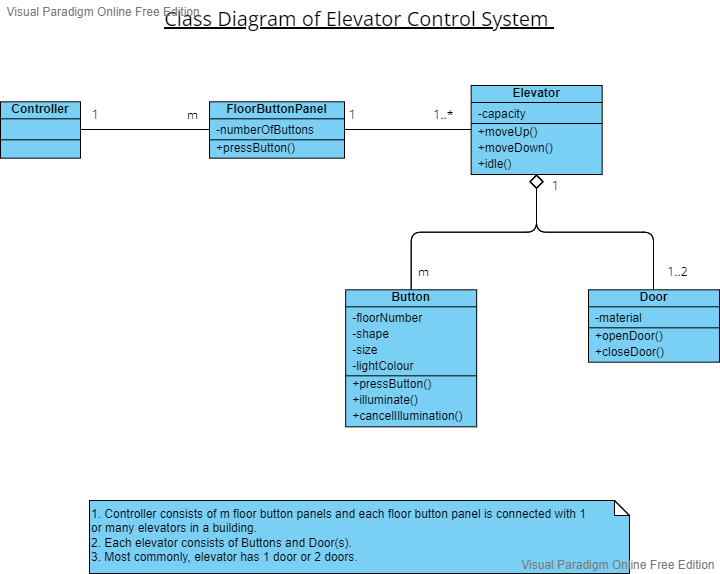 Visual Paradigm Online Free Edition
Class Diagram of Elevator Control System
Controller
1
m
FloorButtonPanel
-numberOfButtons
+pressButton()
1
1..*
Elevator
-capacity
+moveUp()
+moveDown()
+idle()
1
m
1..2
Button
-floorNumber
-shape
-size
-lightColour
+pressButton()
+illuminate()
+cancelIllumination()
Door
-material
+openDoor()
+closeDoor()
1. Controller consists of m floor button panels and each floor button panel is connected with 1
or many elevators in a building.
2. Each elevator consists of Buttons and Door(s).
3. Most commonly, elevator has 1 door or 2 doors.
Visual Paradigm Online Free Edition